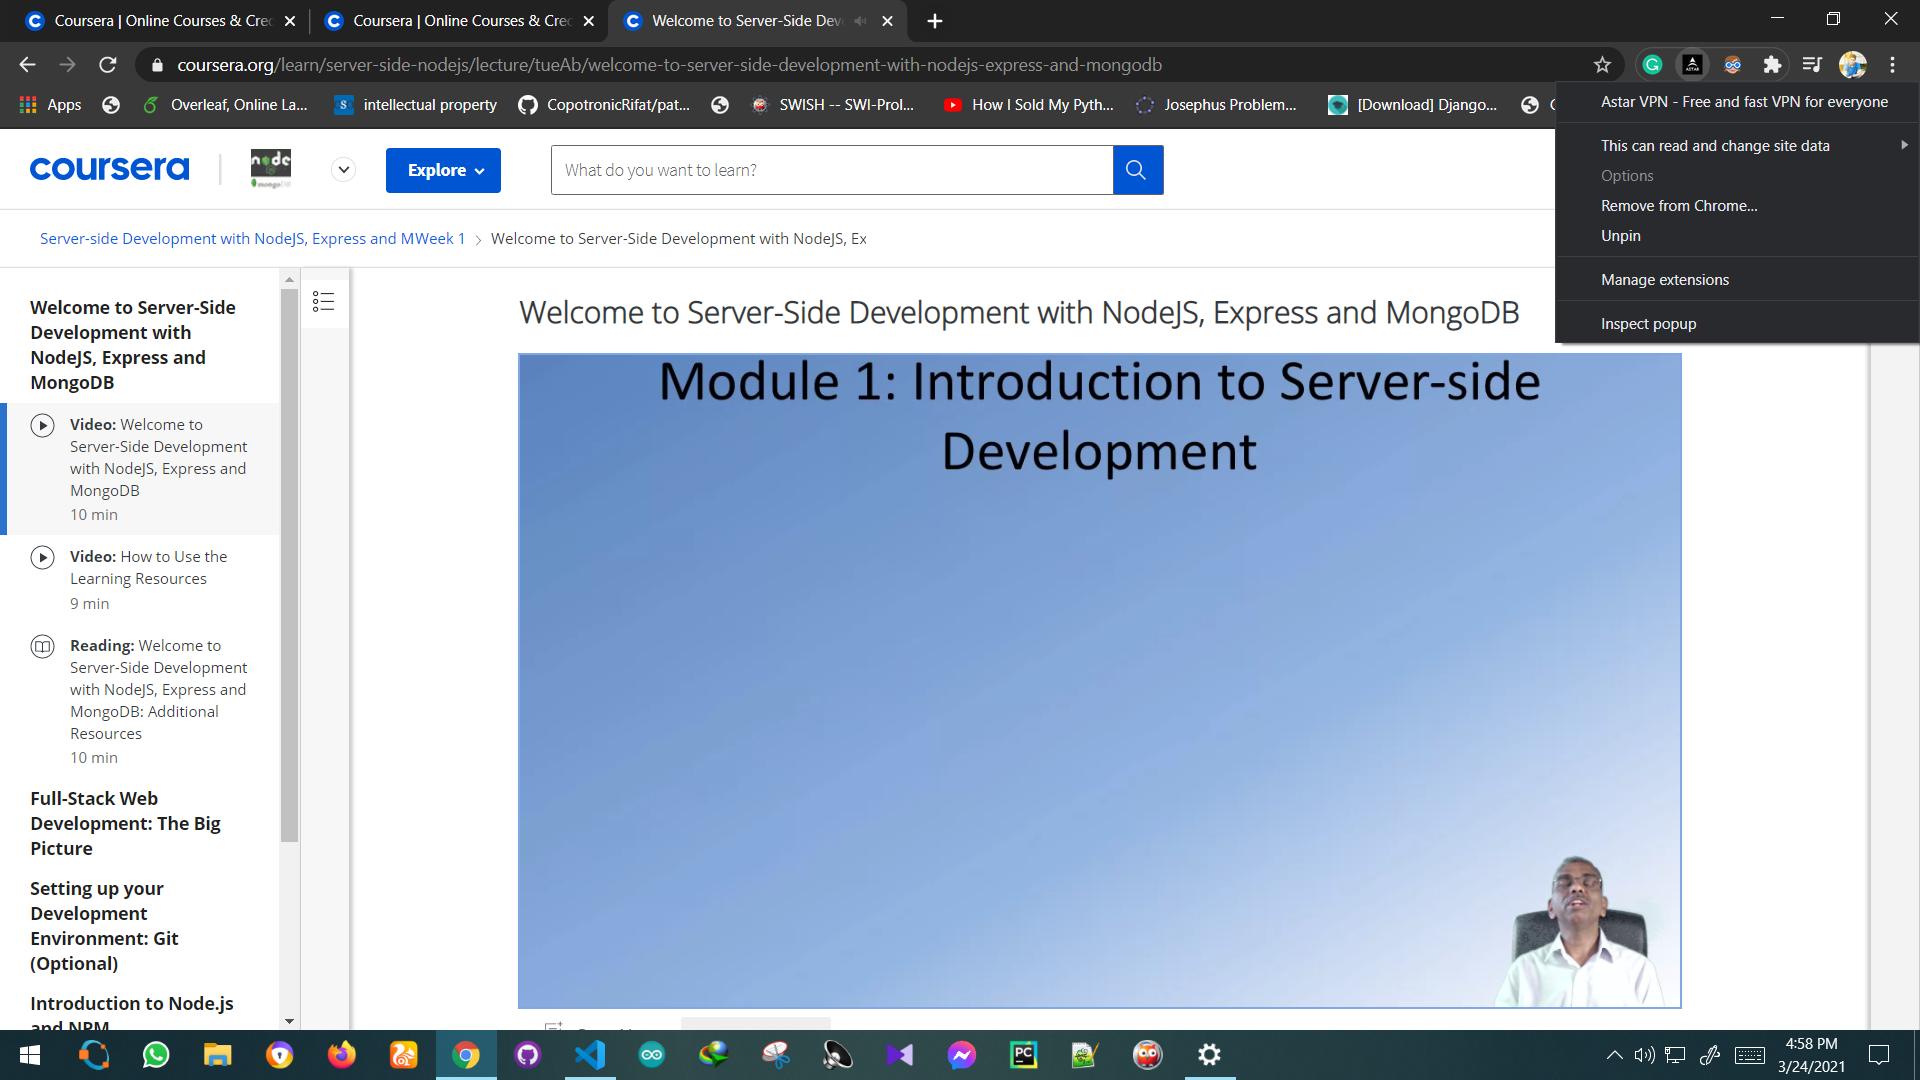 Coursera | Online Courses & Cre
Coursera | Online Courses & Cre
Welcome to Server-Side Dev
coursera.org/learn/server-side-nodejs/lecture/tueAb/welcome-to-server-side-development-with-nodejs-express-and-mongodb
ASTAR
Apps
Overleaf, Online La...
S
intellectual property
CopotronicRifat/pat...
SWISH -- SWI-Prol...
How I Sold My Pyth...
Josephus Problem...
[Download] Django...
Astar VPN - Free and fast VPN for everyone
This can read and change site data
Options
Remove from Chrome...
Unpin
Manage extensions
Inspect popup
coursera
node
mongoDB
Explore
What do you want to learn?
Server-side Development with NodeJS, Express and M Week 1 > Welcome to Server-Side Development with NodeJS, Ex
Welcome to Server-Side
Development with
NodeJS, Express and
MongoDB
Video: Welcome to
Server-Side Development
with NodeJS, Express and
MongoDB
10 min
Video: How to Use the
Learning Resources
9 min
Reading: Welcome to
Server-Side Development
with NodeJS, Express and
MongoDB: Additional
Resources
10 min
Full-Stack Web
Development: The Big
Picture
Setting up your
Development
Environment: Git
(Optional)
Introduction to Node.js
and NPM
Welcome to Server-Side Development with NodeJS, Express and MongoDB
Module 1: Introduction to Server-side
Development
PC
4:58 PM
3/24/2021